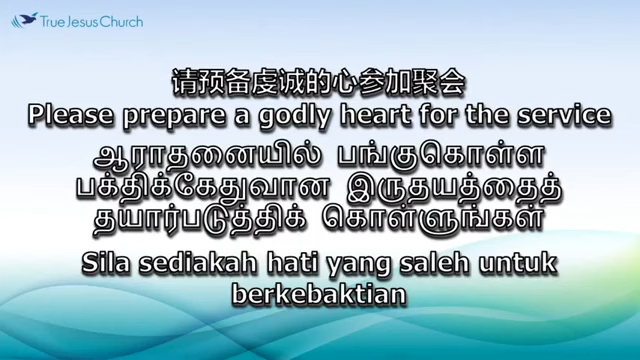 True Jesus Church
请预备虔诚的心参加聚会
Please prepare a godly heart for the service
ஆராதனையில் பங்குகொள்ள
பக்திக்கேதுவான இருதயத்தைத்
தயார்படுத்திக் கொள்ளுங்கள்
Sila sediakah hati yang saleh untuk
berkebaktian